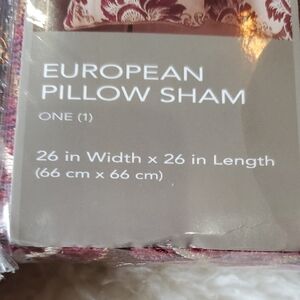 EUROPEAN
PILLOW SHAM
ONE (1)
26 in Width x 26 in Length
(66 cm x 66 cm)